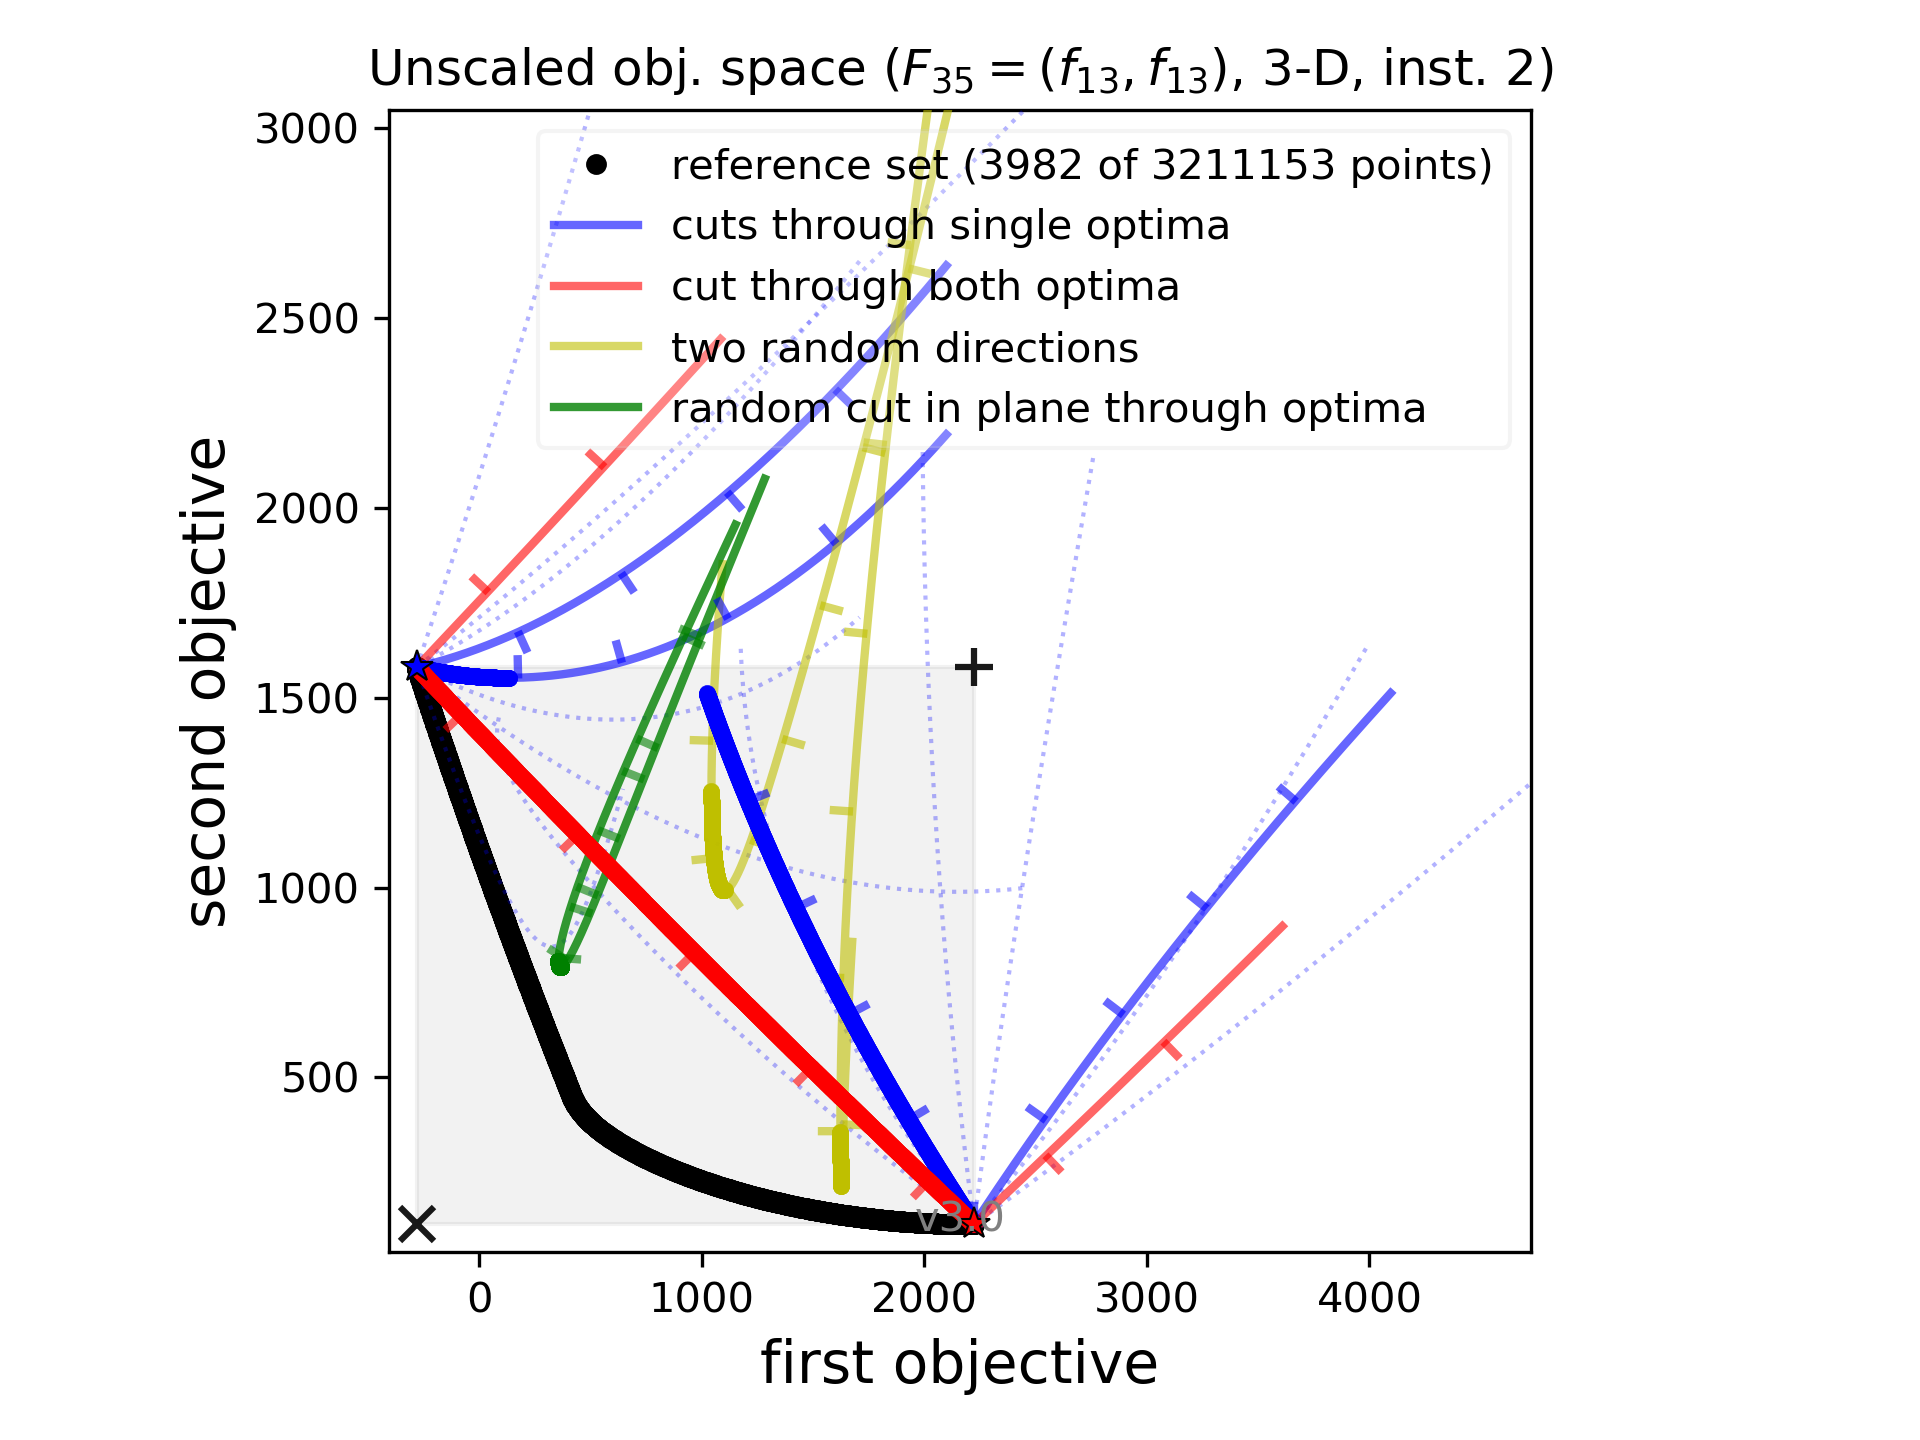 Unscaled obj. space (F35 = (f13, f13), 3-D, inst. 2)
3000
2500
2000
1500
1000
500
second objective
reference set (3982 of 3211153 points)
cuts through single optima
cut through both optima
two random directions
random cut in plane through optima
v3.0
0 1000 2000 3000 4000
first objective